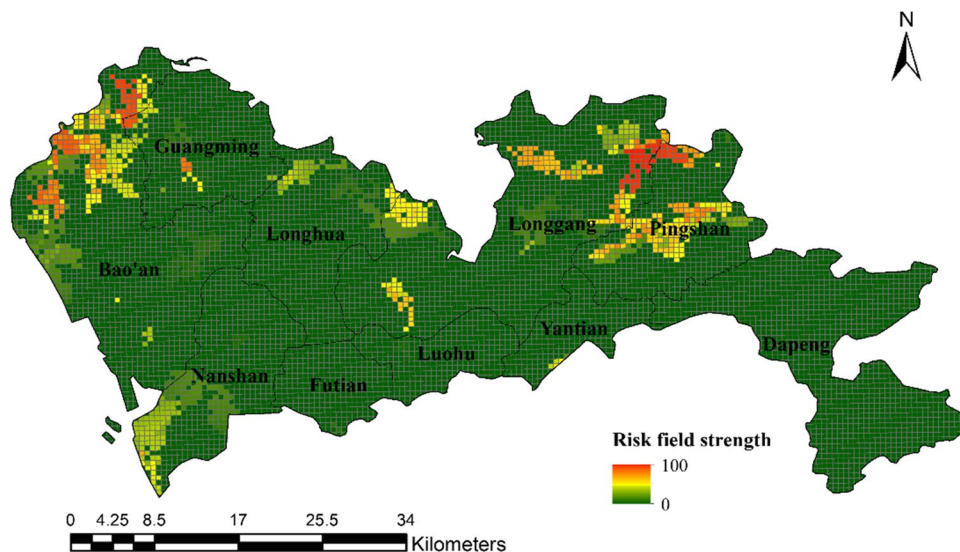 N
Guangming
Longhua
Longgang
Pingshan
Bao'an
Yantian
Dapeng
Luohu
Nanshan
Futian
Risk field strength
100
0
0 4.25 8.5 17 25.5 34
Kilometers